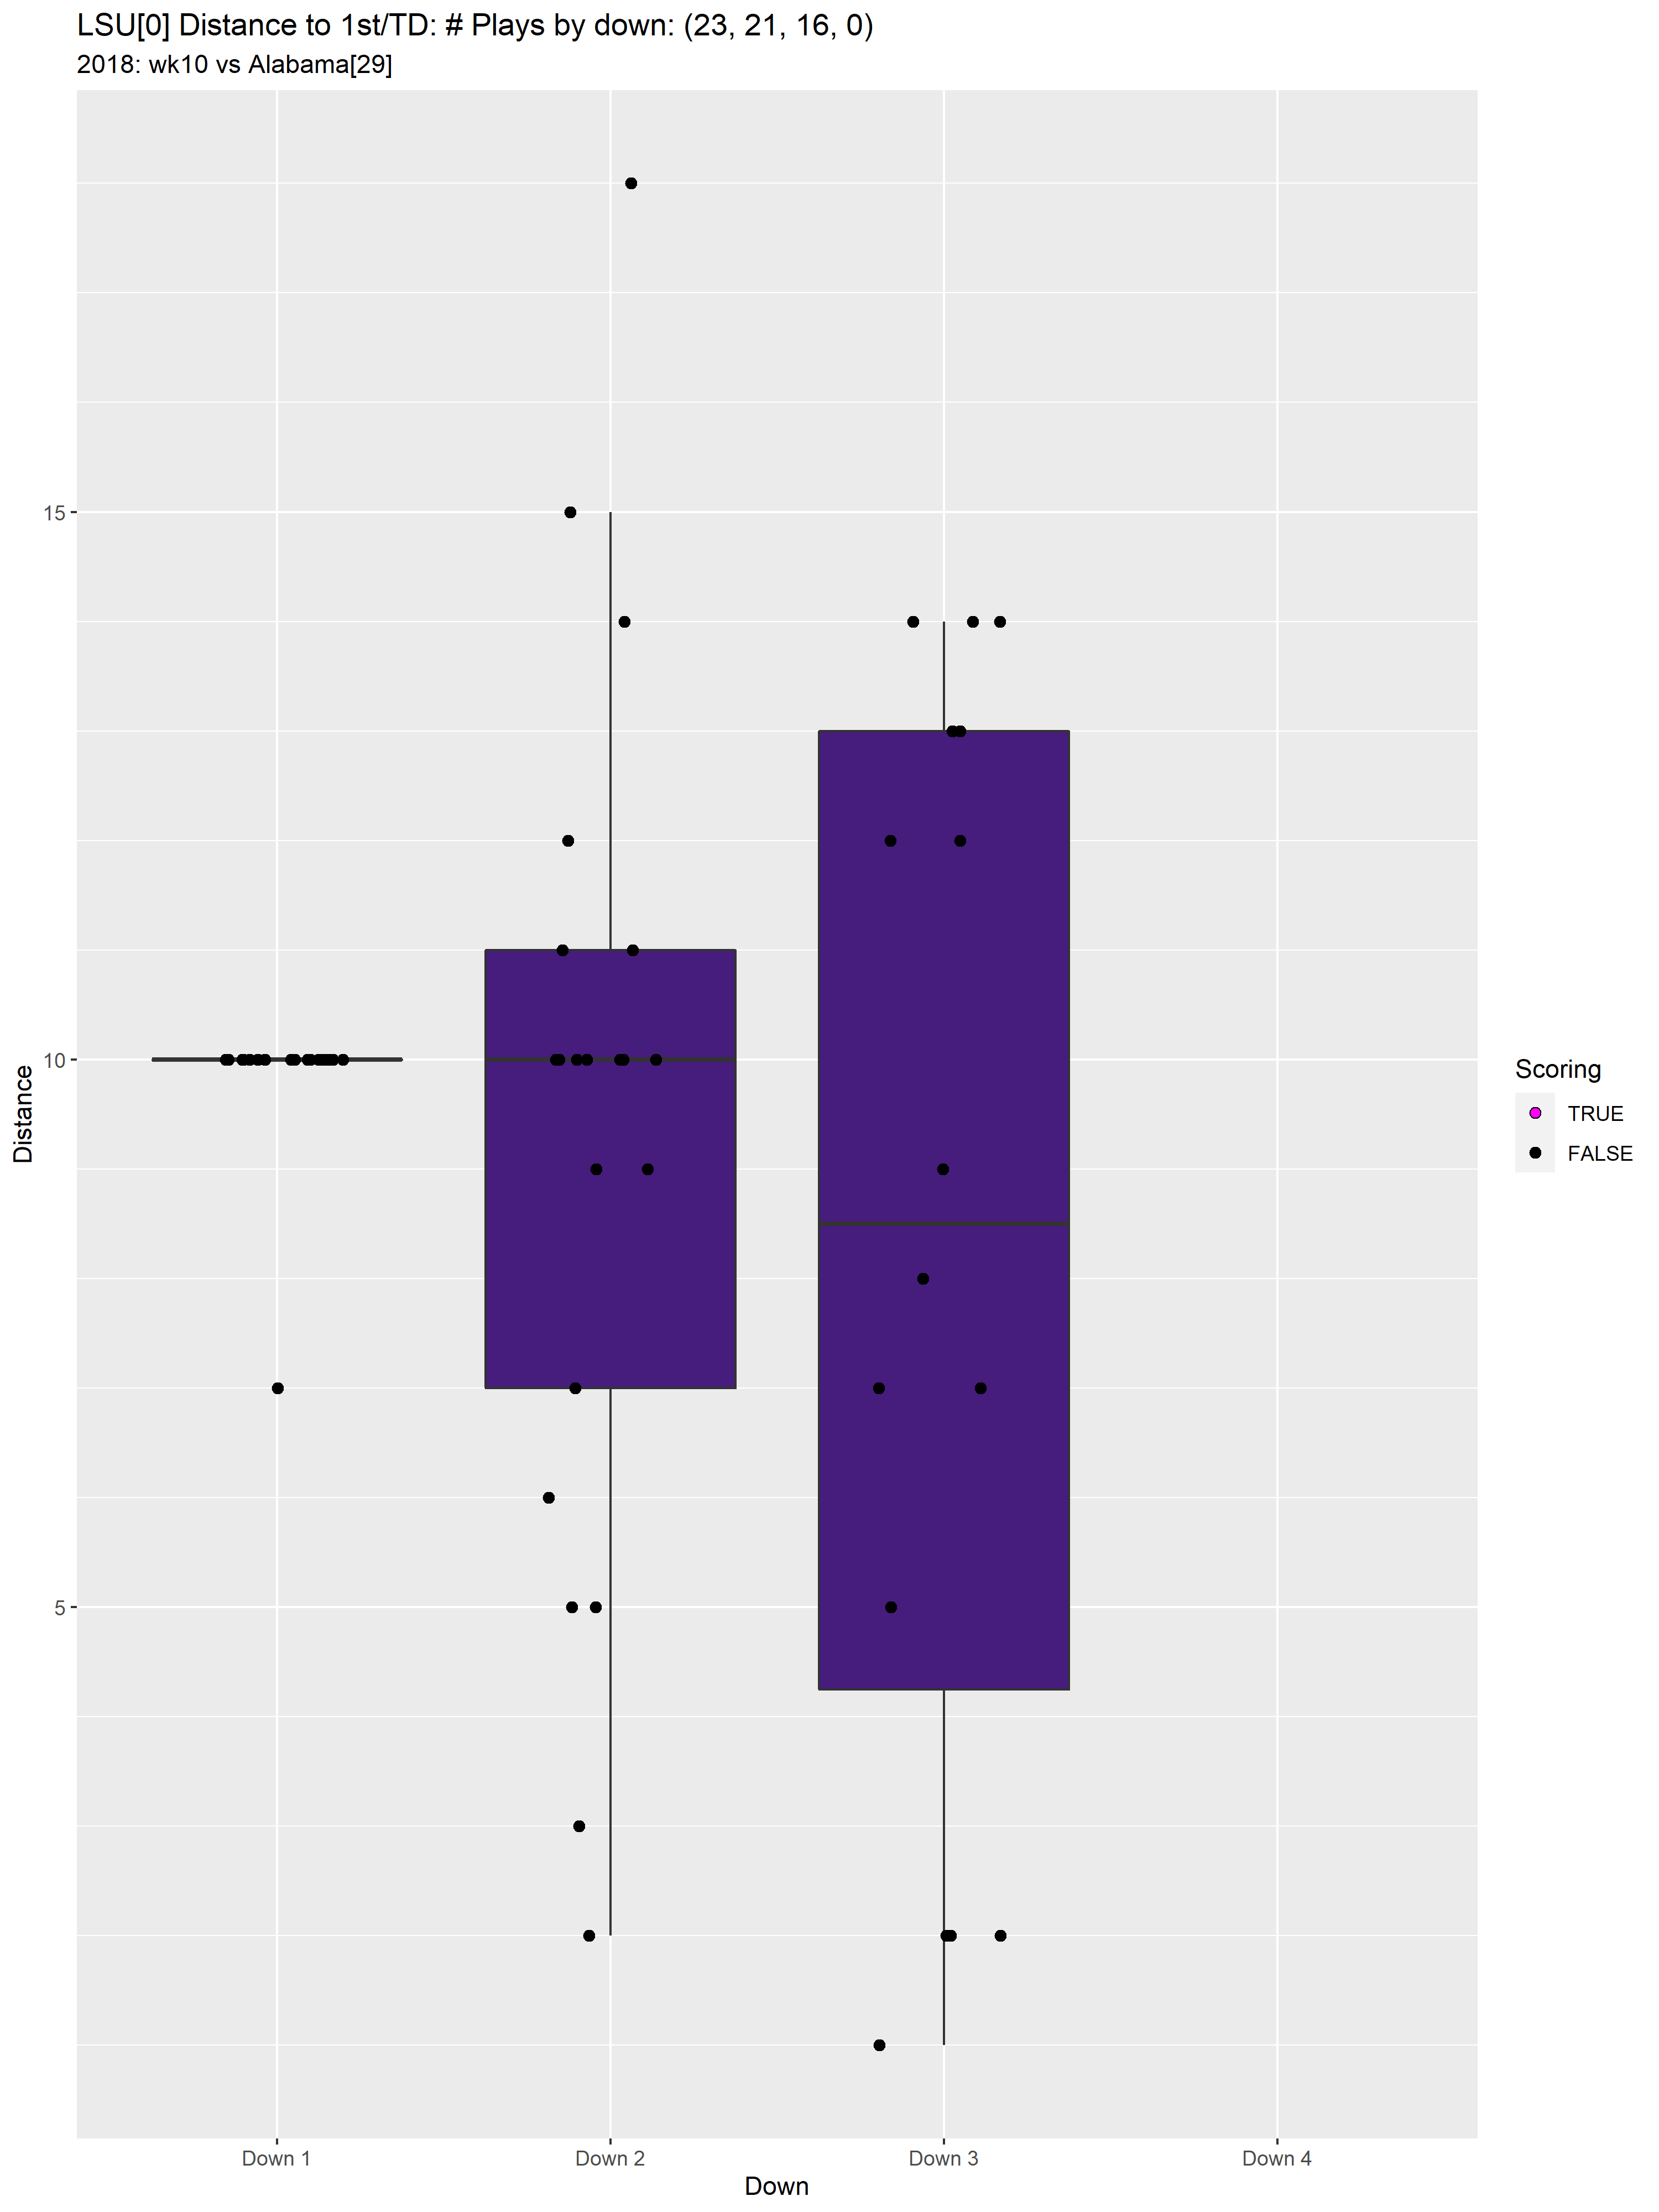 LSU[0] Distance to 1st/TD: # Plays by down: (23, 21, 16, 0)
2018: wk10 vs Alabama[29]
15
10
5
Distance
Down 1
Down 2
Down 3
Down 4
Down
Scoring
TRUE
FALSE